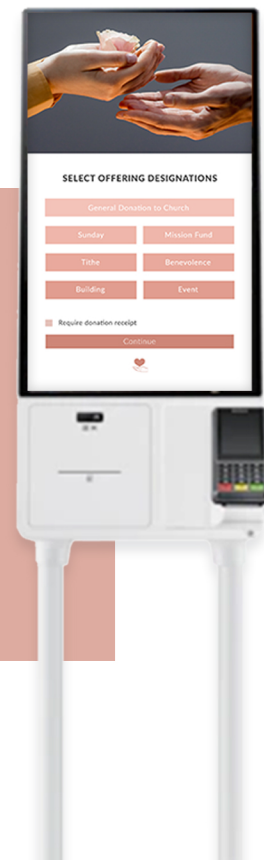 SELECT OFFERING DESIGNATIONS
General Donation to Church
Sunday Mission Fund
Tithe Benevolence
Building Event
Require donation receipt
Continue